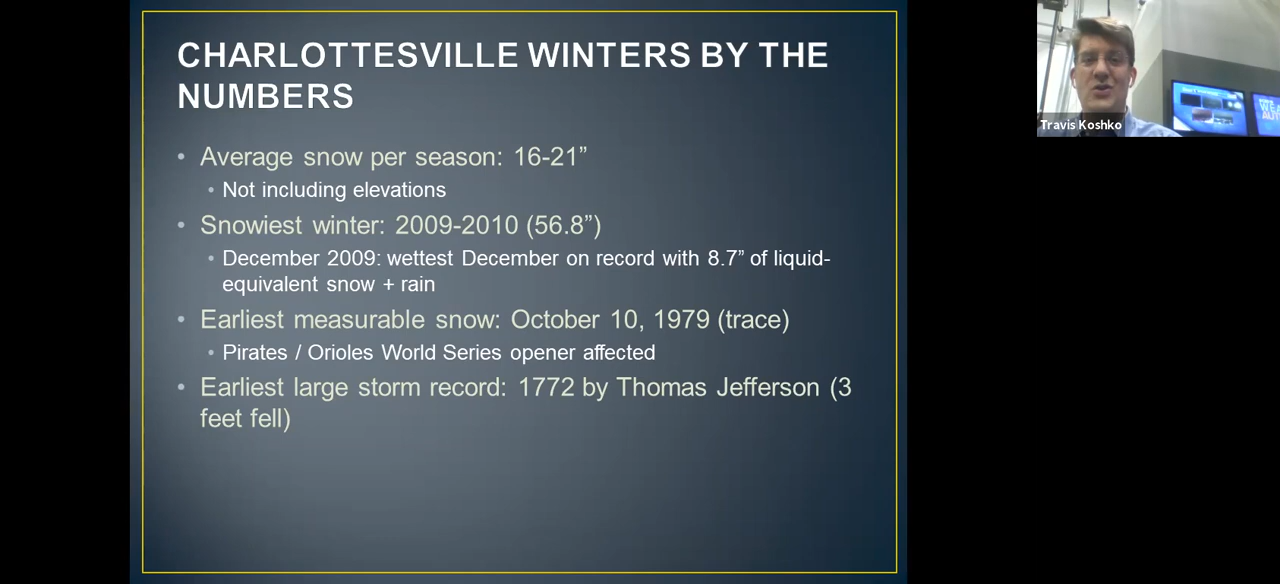 CHARLOTTESVILLE WINTERS BY THE
NUMBERS
• Average snow per season: 16-21”
• Not including elevations
• Snowiest winter: 2009-2010 (56.8”)
• December 2009: wettest December on record with 8.7” of liquid-
equivalent snow + rain
• Earliest measurable snow: October 10, 1979 (trace)
• Pirates / Orioles World Series opener affected
• Earliest large storm record: 1772 by Thomas Jefferson (3
feet fell)
Travis Koshko